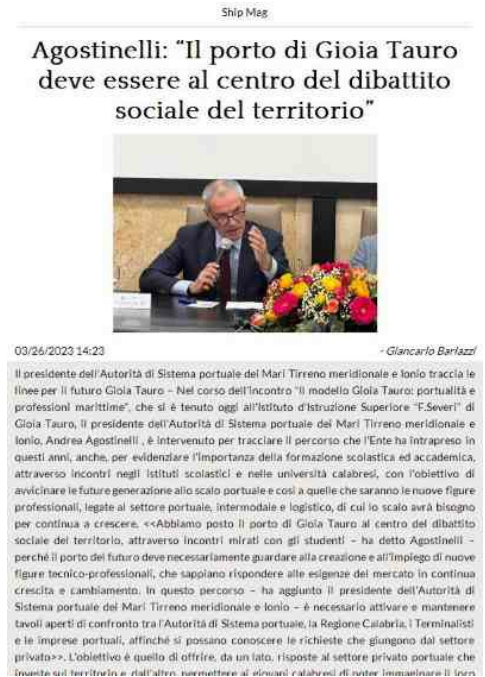 Ship Mag
Agostinelli: “Il porto di Gioia Tauro
deve essere al centro del dibattito
sociale del territorio”
03/26/2023 14:23
- Giancarlo Barlazzi
Il presidente dell'Autorità di Sistema portuale dei Mari Tirreno meridionale e Ionio traccia le
linee per il futuro Gioia Tauro – Nel corso dell'incontro "Il modello Gioia Tauro: portualità e
professioni marittime", che si è tenuto oggi all'Istituto d'Istruzione Superiore "F.Severi" di
Gioia Tauro, il presidente dell'Autorità di Sistema portuale dei Mari Tirreno meridionale e
Ionio, Andrea Agostinelli , è intervenuto per tracciare il percorso che l'Ente ha intrapreso in
questi anni, anche, per evidenziare l'importanza della formazione scolastica ed accademica,
attraverso incontri negli istituti scolastici e nelle università calabresi, con l'obiettivo di
avvicinare le future generazione allo scalo portuale e così a quelle che saranno le nuove figure
professionali, legate al settore portuale, intermodale e logistico, di cui lo scalo avrà bisogno
per continua a crescere. <<Abbiamo posto il porto di Gioia Tauro al centro del dibattito
sociale del territorio, attraverso incontri mirati con gli studenti – ha detto Agostinelli –
perché il porto del futuro deve necessariamente guardare alla creazione e all'impiego di nuove
figure tecnico-professionali, che sappiano rispondere alle esigenze del mercato in continua
crescita e cambiamento. In questo percorso – ha aggiunto il presidente dell'Autorità di
Sistema portuale dei Mari Tirreno meridionale e Ionio – è necessario attivare e mantenere
tavoli aperti di confronto tra l'Autorità di Sistema portuale, la Regione Calabria, i Terminalisti
e le imprese portuali, affinché si possano conoscere le richieste che giungono dal settore
privato>>. L'obiettivo è quello di offrire, da un lato, risposte al settore privato portuale che
investe sul territorio e, dall'altro, permettere ai giovani calabresi di poter immaginare il loro